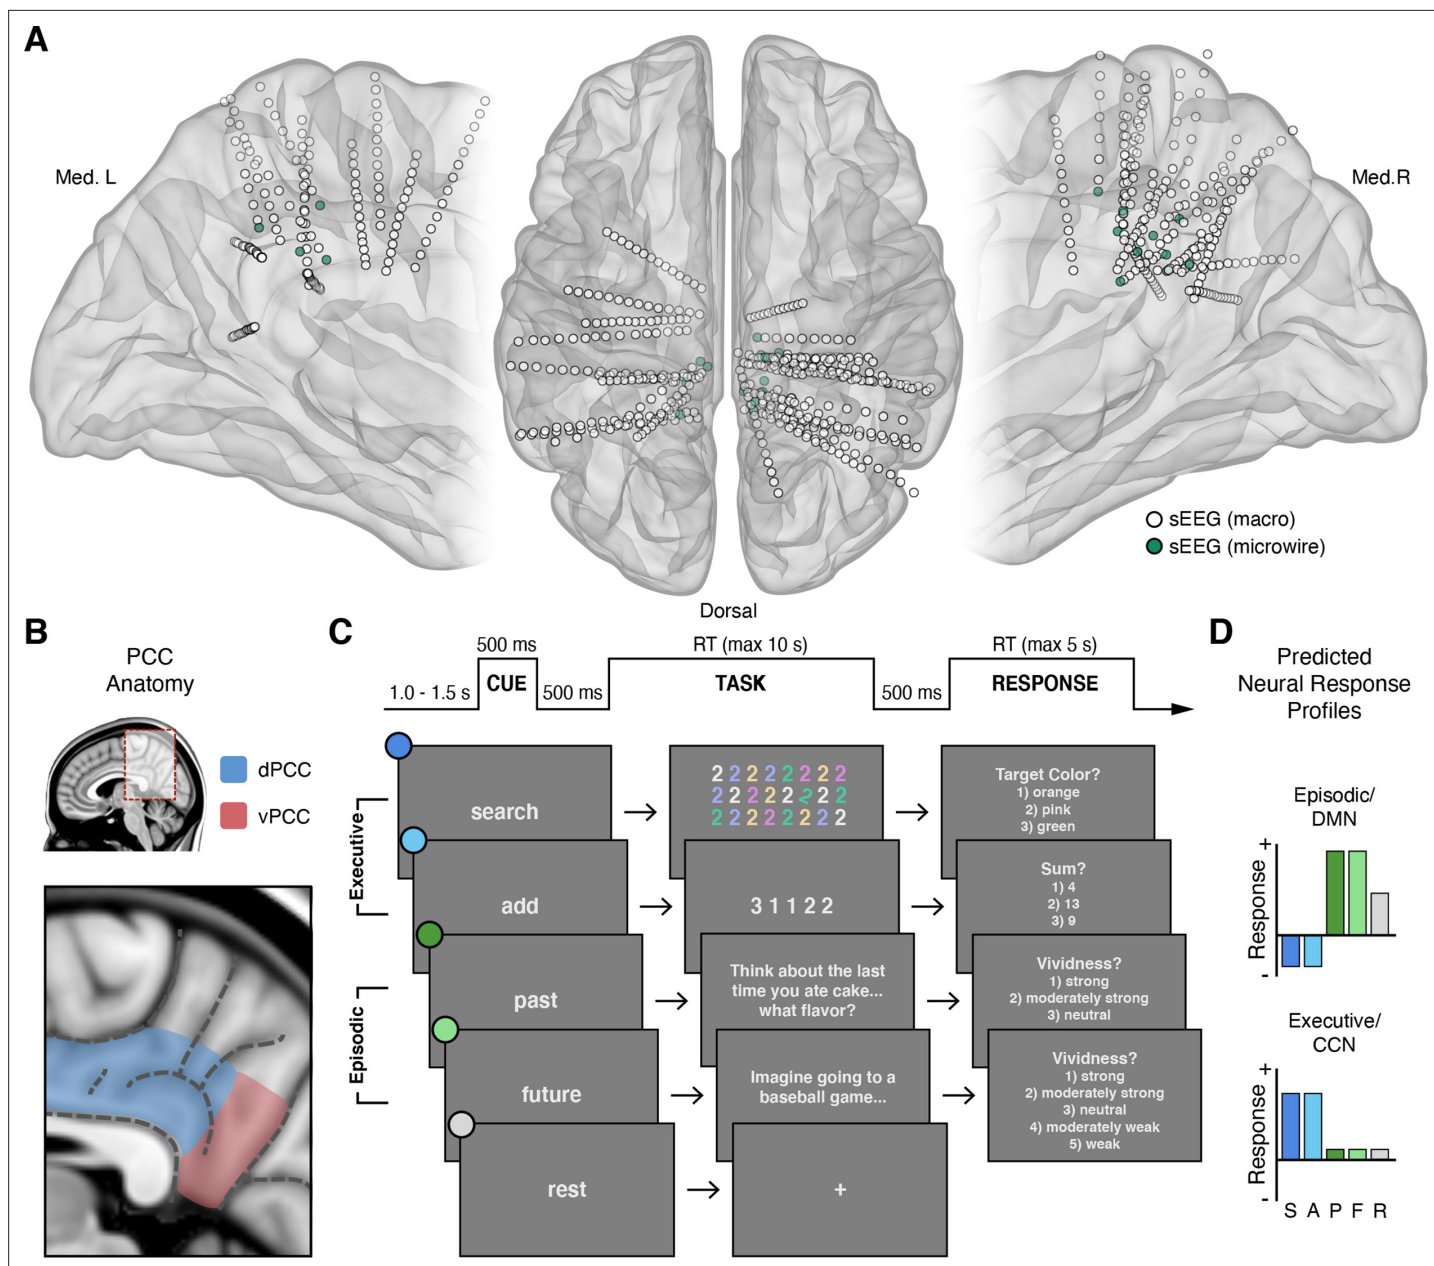 A
Med. L
Med.R
sEEG (macro)
sEEG (microwire)
Dorsal
B
PCC
Anatomy
dPCC
vPCC
C
500 ms
RT (max 10 s)
RT (max 5 s)
1.0 - 1.5 s
CUE
500 ms
TASK
500 ms
RESPONSE
Executive
Episodic
search
2 2 2 2 2 2 2 2
2 2 2 2 2 2 2 2
2 2 2 2 2 2 2 2
Target Color?
1) orange
2) pink
3) green
add
3 1 1 2 2
Sum?
1) 4
2) 13
3) 9
past
Think about the last
time you ate cake...
what flavor?
Vividness?
1) strong
2) moderately strong
3) neutral
future
Imagine going to a
baseball game...
Vividness?
1) strong
2) moderately strong
3) neutral
4) moderately weak
5) weak
rest
+
D
Predicted
Neural Response
Profiles
Episodic/
DMN
+
Response
-
Executive/
CCN
+
Response
-
S A P F R